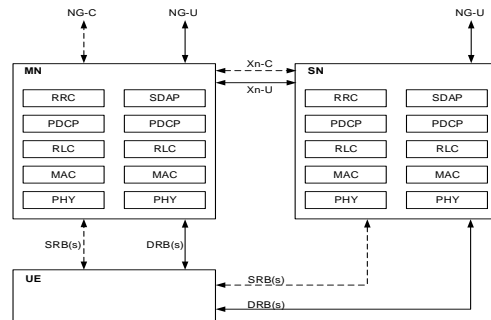 NG-C NG-U NG-U
Xn-C
MN SN
Xn-U
RRC SDAP RRC SDAP
PDCP PDCP PDCP PDCP
RLC RLC RLC RLC
MAC MAC MAC MAC
PHY PHY PHY PHY
SRB(s) DRB(s)
UE
SRB(s)
DRB(s)